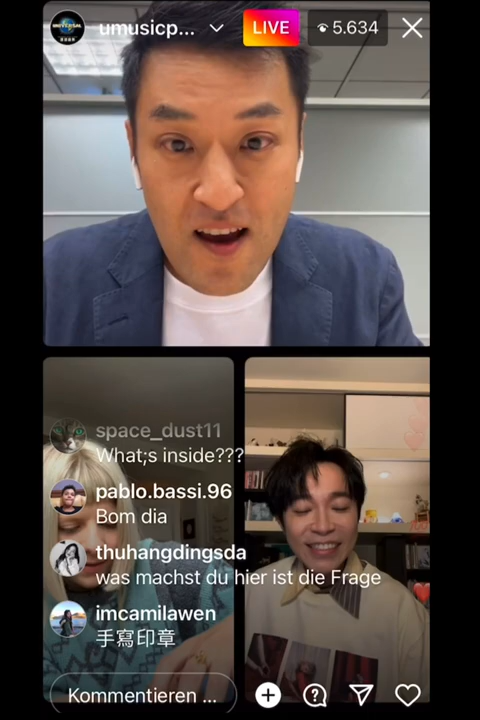 umusicp...
LIVE
5.634
UNIVERSAL
space_dust11
What;s inside???
pablo.bassi.96
Bom dia
thuhangdingsda
was machst du hier ist die Frage
imcamilawen
手寫印章
Kommentieren ...